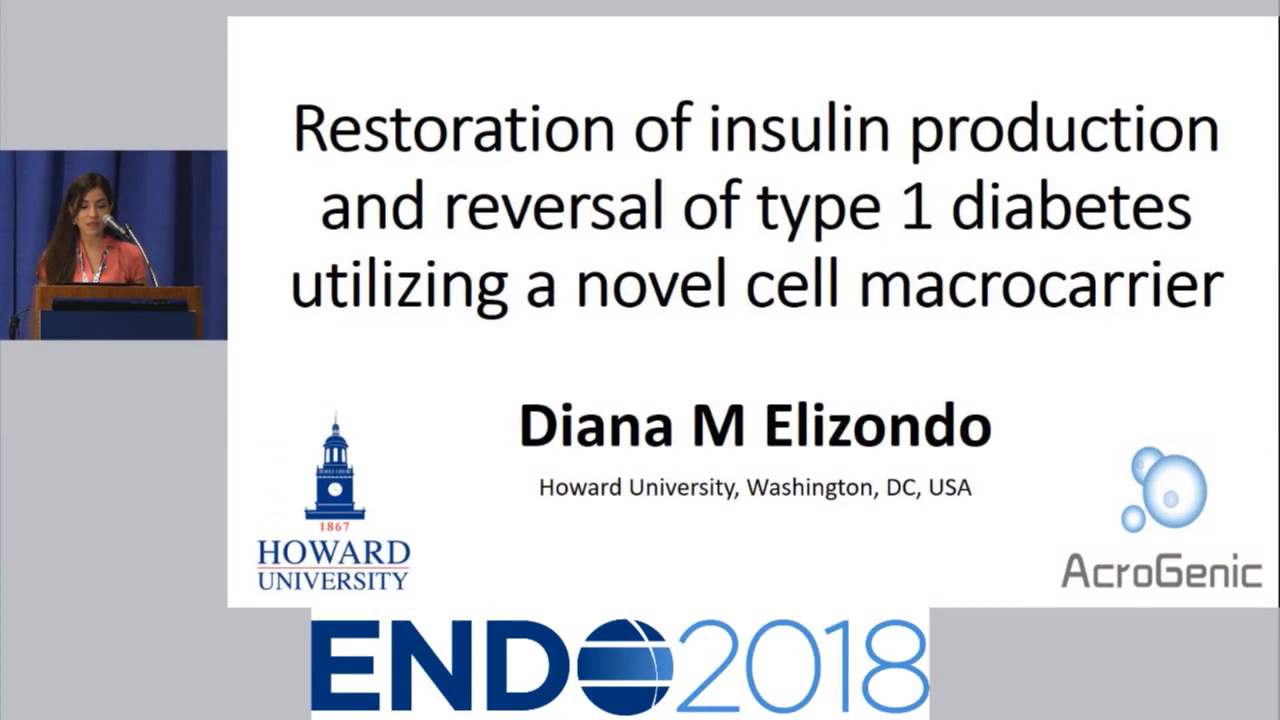 Restoration of insulin production
and reversal of type 1 diabetes
utilizing a novel cell macrocarrier
Diana M Elizondo
Howard University, Washington, DC, USA
1867
HOWARD
UNIVERSITY
AcroGenic
ENDO2018